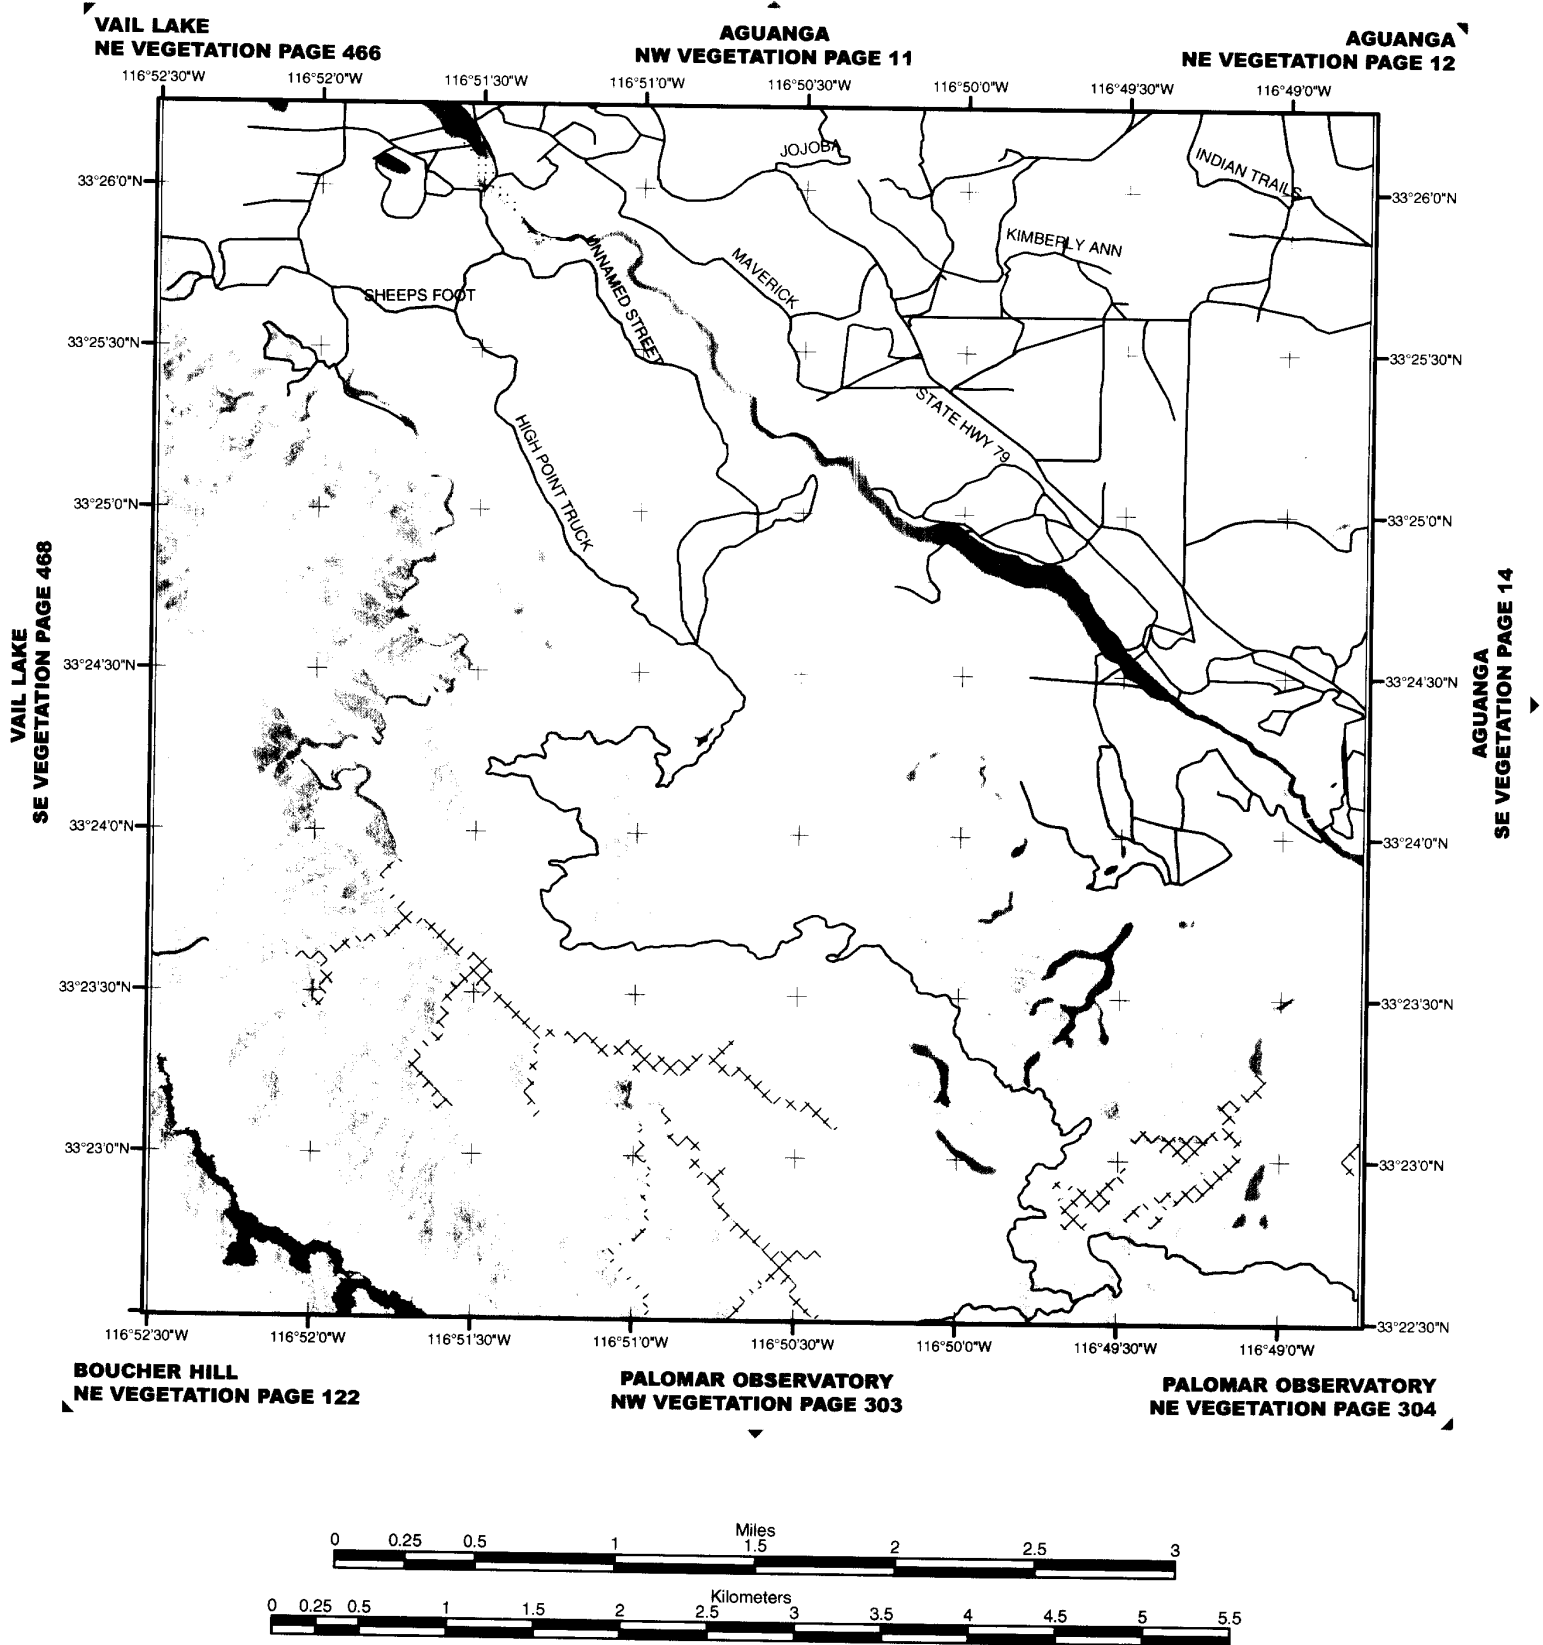 VAIL LAKE
NE VEGETATION PAGE 466
AGUANGA
NW VEGETATION PAGE 11
AGUANGA
NE VEGETATION PAGE 12
116°52'30"W 116°52'0"W 116°51'30"W 116°51'0"W 116°50'30"W 116°50'0"W 116°49'30"W 116°49'0"W
JOJOBA
INDIAN TRAILS
33°26'0"N
33°26'0"N
KIMBERLY ANN
MAVERICK
UNNAMED STREET
SHEEPS FOOT
33°25'30"N
33°25'30"N
STATE HWY 79
HIGH POINT TRUCK
33°25'0"N
33°25'0"N
VAIL LAKE
SE VEGETATION PAGE 468
AGUANGA
SE VEGETATION PAGE 14
33°24'30"N
33°24'30"N
33°24'0"N
33°24'0"N
33°23'30"N
33°23'30"N
33°23'0"N
33°23'0"N
33°22'30"N
116°52'30"W 116°52'0"W 116°51'30"W 116°51'0"W 116°50'30"W 116°50'0"W 116°49'30"W 116°49'0"W
BOUCHER HILL
NE VEGETATION PAGE 122
PALOMAR OBSERVATORY
NW VEGETATION PAGE 303
PALOMAR OBSERVATORY
NE VEGETATION PAGE 304
Miles
0 0.25 0.5 1 1.5 2 2.5 3
Kilometers
0 0.25 0.5 1 1.5 2 2.5 3 3.5 4 4.5 5 5.5